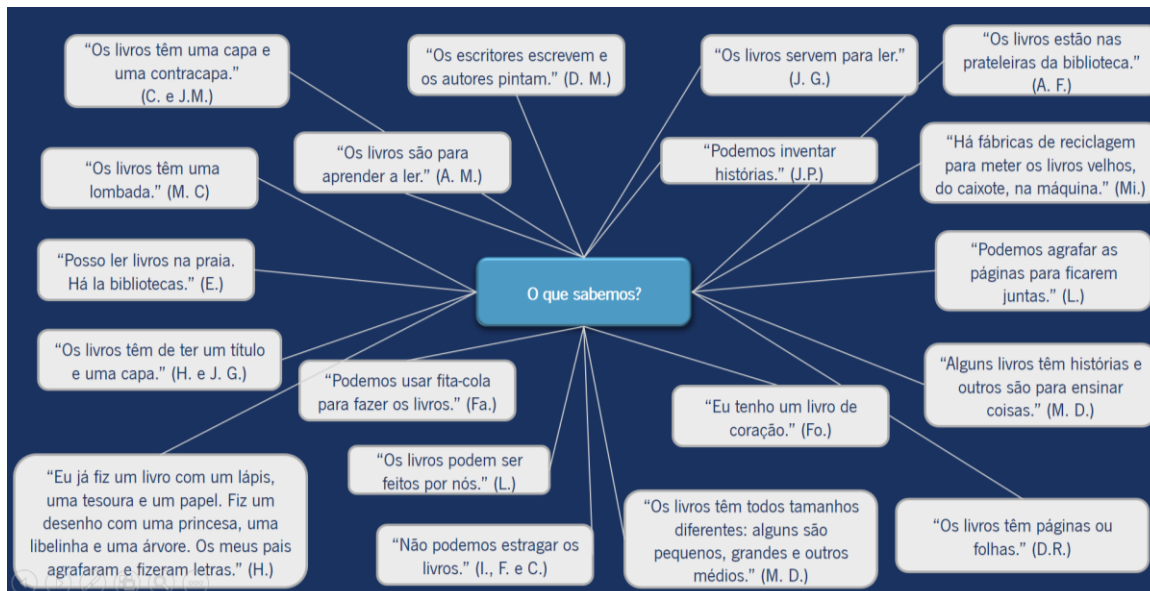 “Os livros têm uma capa e
uma contracapa.”
(C. e J.M.)
“Os escritores escrevem e
os autores pintam.” (D. M.)
“Os livros servem para ler.”
(J. G.)
“Os livros estão nas
prateleiras da biblioteca.”
(A. F.)
“Os livros têm uma
lombada.” (M. C)
“Os livros são para
aprender a ler.” (A. M.)
“Podemos inventar
histórias.” (J.P.)
“Há fábricas de reciclagem
para meter os livros velhos,
do caixote, na máquina.” (Mi.)
“Posso ler livros na praia.
Há la bibliotecas.” (E.)
O que sabemos?
“Podemos agrafar as
páginas para ficarem
juntas.” (L.)
“Os livros têm de ter um título
e uma capa.” (H. e J. G.)
“Podemos usar fita-cola
para fazer os livros.” (Fa.)
“Eu tenho um livro de
coração.” (Fo.)
“Alguns livros têm histórias e
outros são para ensinar
coisas.” (M. D.)
“Eu já fiz um livro com um lápis,
uma tesoura e um papel. Fiz um
desenho com uma princesa, uma
libelinha e uma árvore. Os meus pais
agrafaram e fizeram letras.” (H.)
“Os livros podem ser
feitos por nós.” (L.)
“Não podemos estragar os
livros.” (I., F. e C.)
“Os livros têm todos tamanhos
diferentes: alguns são
pequenos, grandes e outros
médios.” (M. D.)
“Os livros têm páginas ou
folhas.” (D.R.)